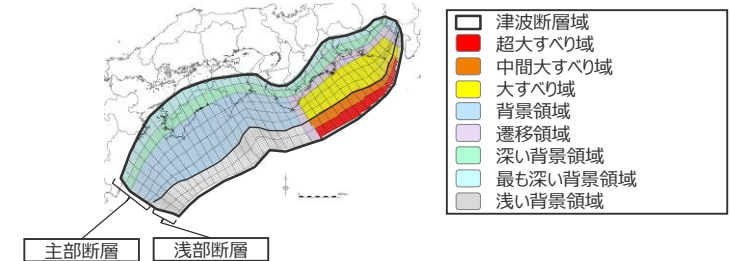 津波断層域
超大すべり域
中間大すべり域
大すべり域
背景領域
遷移領域
深い背景領域
最も深い背景領域
浅い背景領域
主部断層
浅部断層